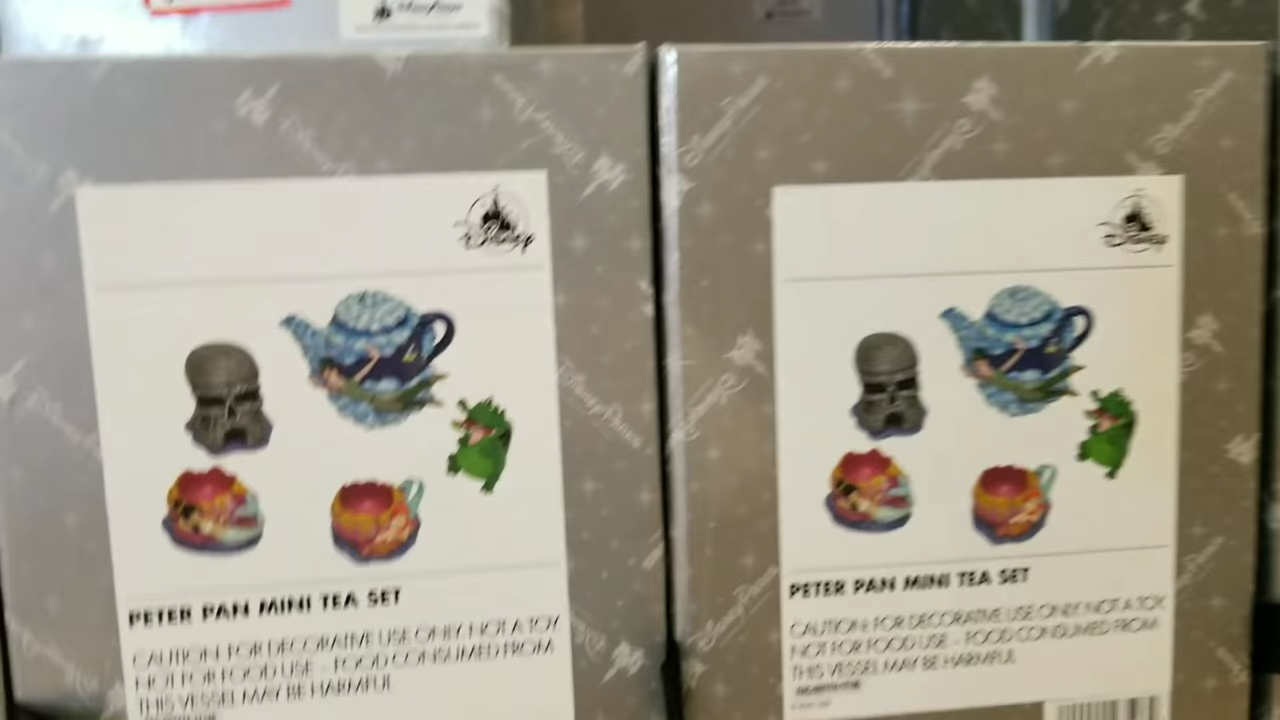 Disney
PETER PAN MINI TEA SET
CAUTION: FOR DECORATIVE USE ONLY. NOT A TOY.
NOT FOR FOOD USE - FOOD CONSUMED FROM
THIS VESSEL MAY BE HARMFUL
Disney
PETER PAN MINI TEA SET
CAUTION: FOR DECORATIVE USE ONLY. NOT A TOY.
NOT FOR FOOD USE - FOOD CONSUMED FROM
THIS VESSEL MAY BE HARMFUL